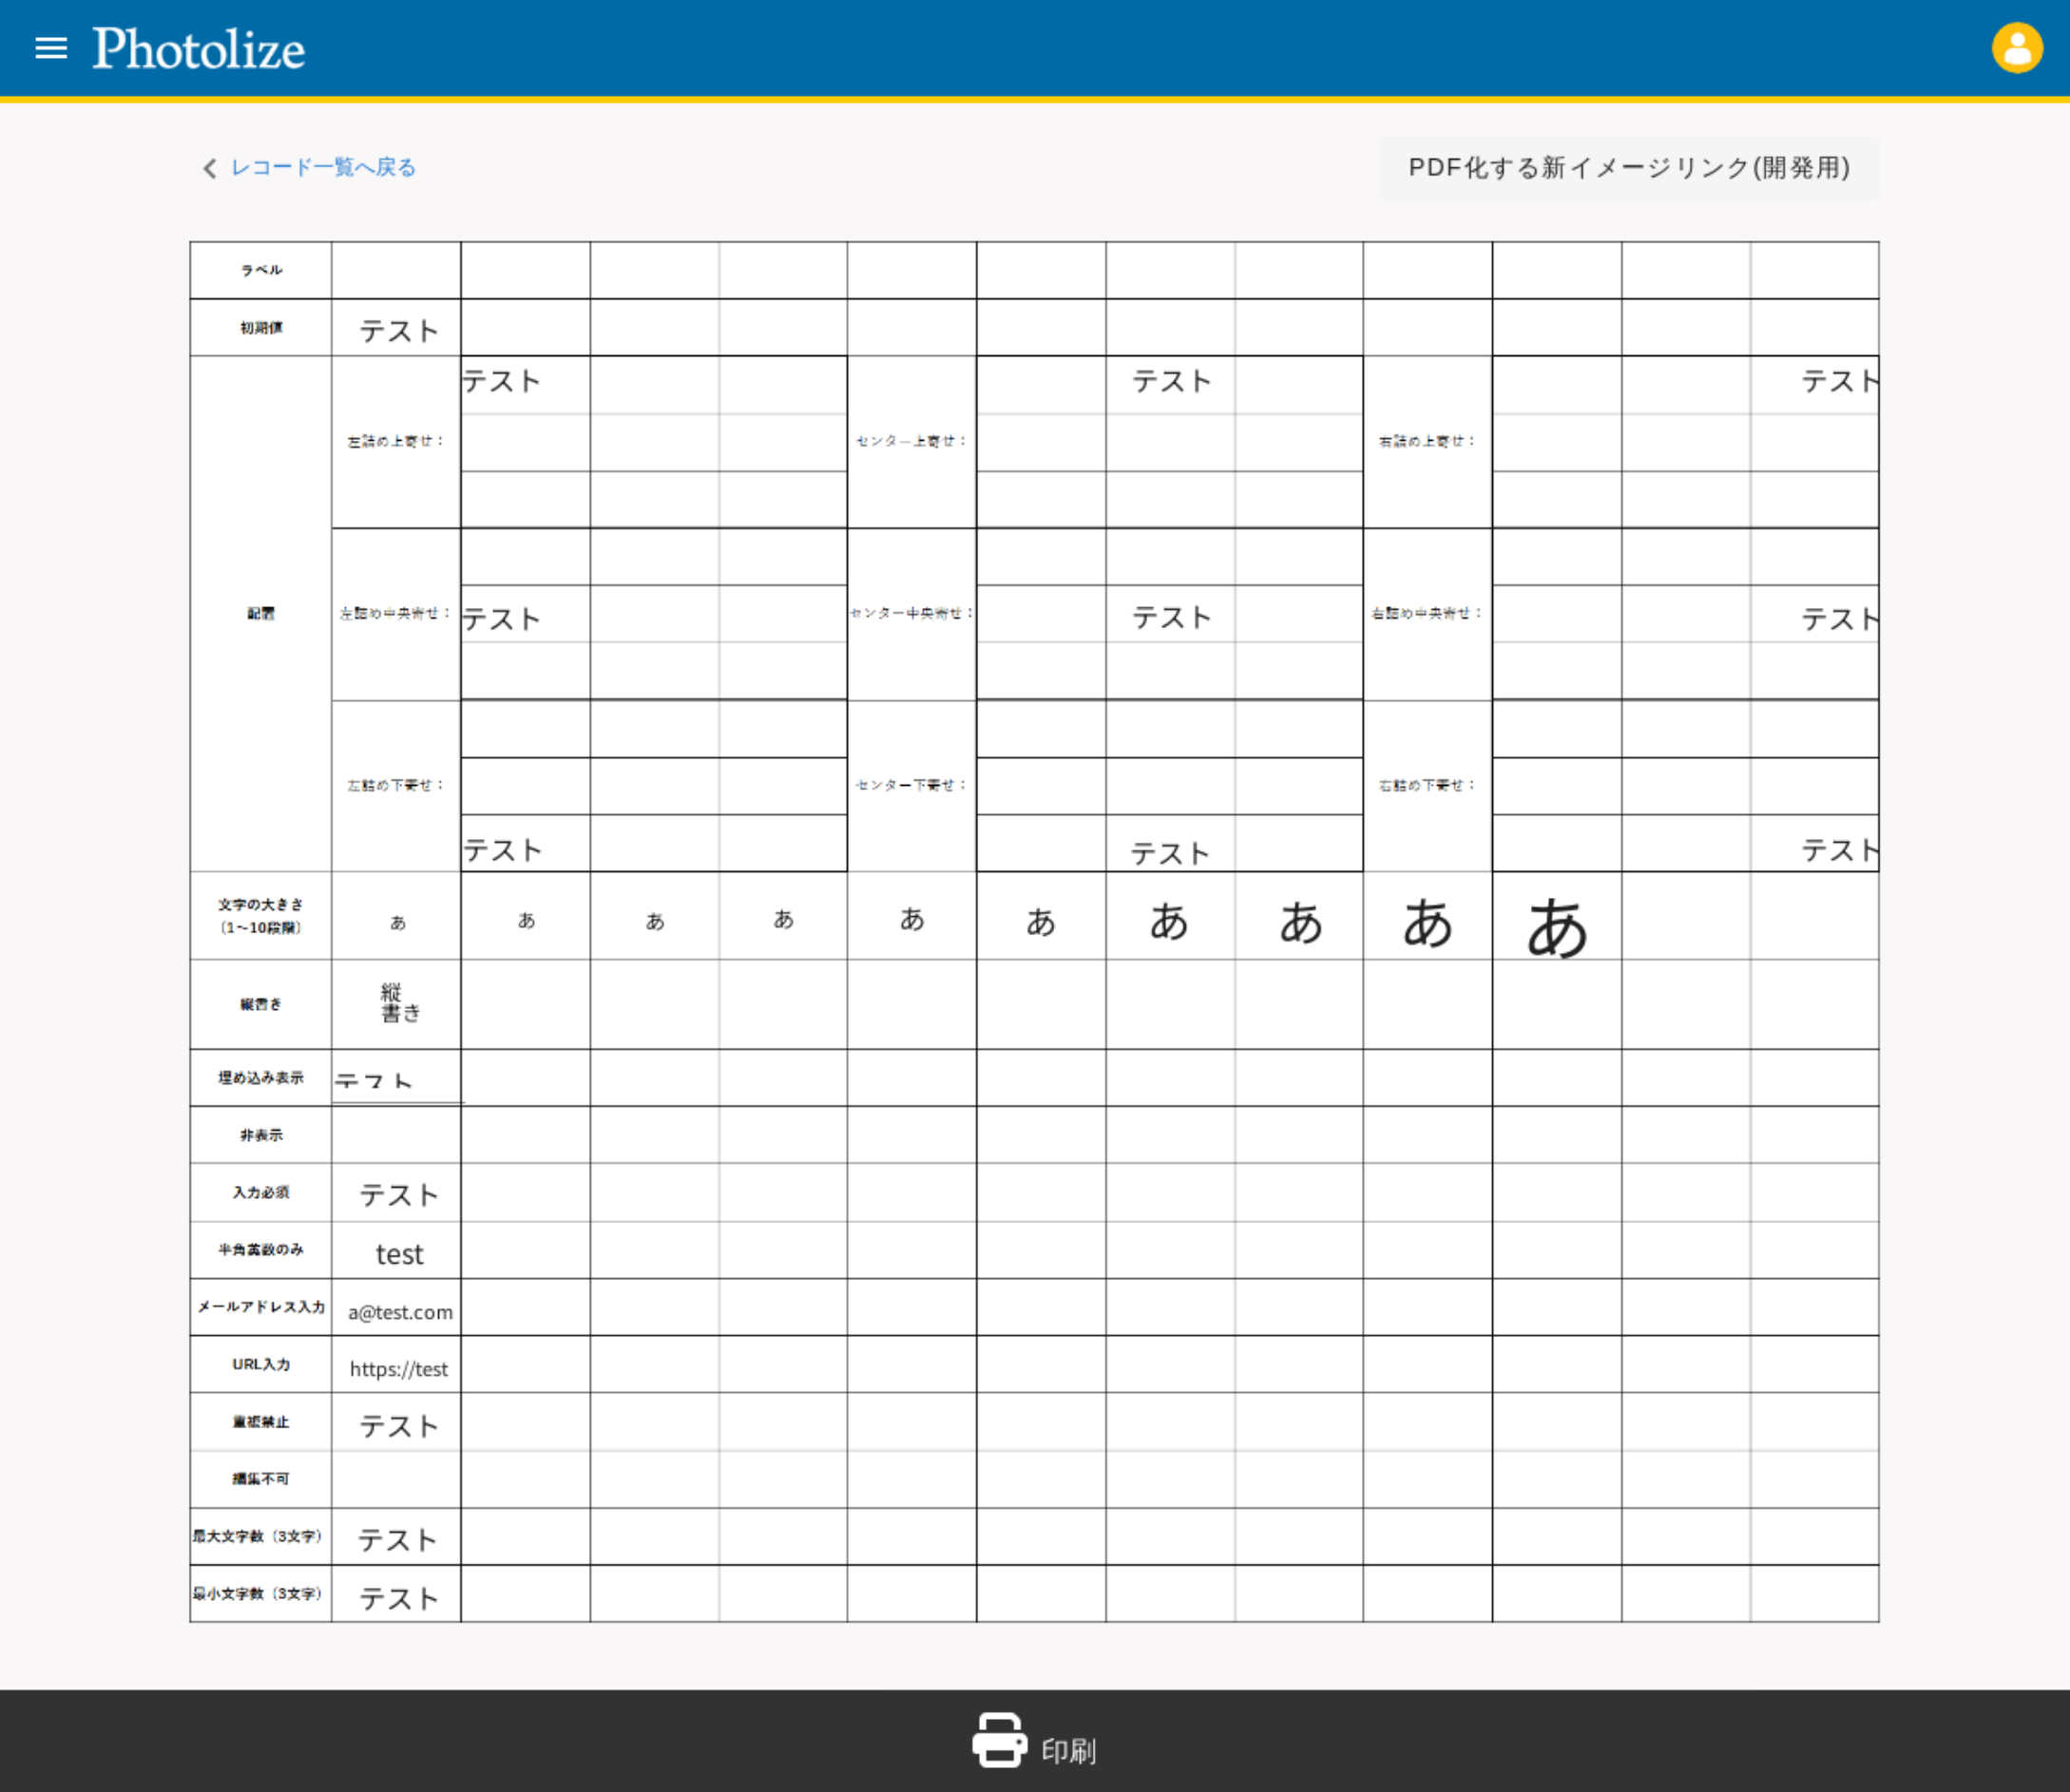 Photolize
レコード一覧へ戻る
PDF化する新イメージリンク(開発用)
ラベル
初期値 テスト
テスト テスト テスト
左詰め上寄せ： センター上寄せ： 右詰め上寄せ：
配置 左詰め中央寄せ： テスト センター中央寄せ： テスト 右詰め中央寄せ： テスト
左詰め下寄せ： センター下寄せ： 右詰め下寄せ：
テスト テスト テスト
文字の大きさ
（1～10段階） あ あ あ あ あ あ あ あ あ あ
縦書き 縦
書き
埋め込み表示 テスト
非表示
入力必須 テスト
半角英数のみ test
メールアドレス入力 a@test.com
URL入力 https://test
重複禁止 テスト
編集不可
最大文字数（3文字） テスト
最小文字数（3文字） テスト
印刷